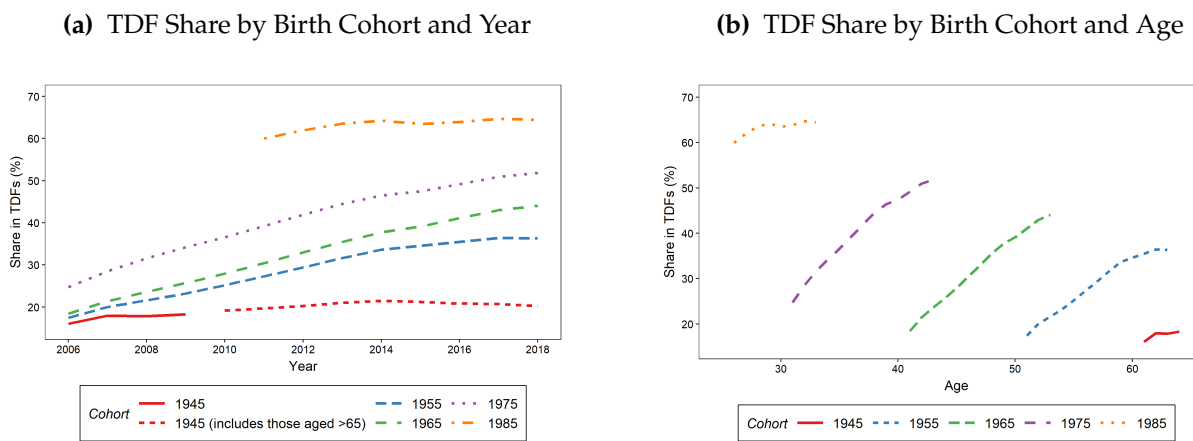 (a) TDF Share by Birth Cohort and Year
70
60
50
40
30
20
Share in TDFs (%)
2006 2008 2010 2012 2014 2016 2018
Year
Cohort 1945 1955 1975
1945 (includes those aged >65) 1965 1985
(b) TDF Share by Birth Cohort and Age
70
60
50
40
30
20
Share in TDFs (%)
30 40 50 60
Age
Cohort 1945 1955 1965 1975 1985